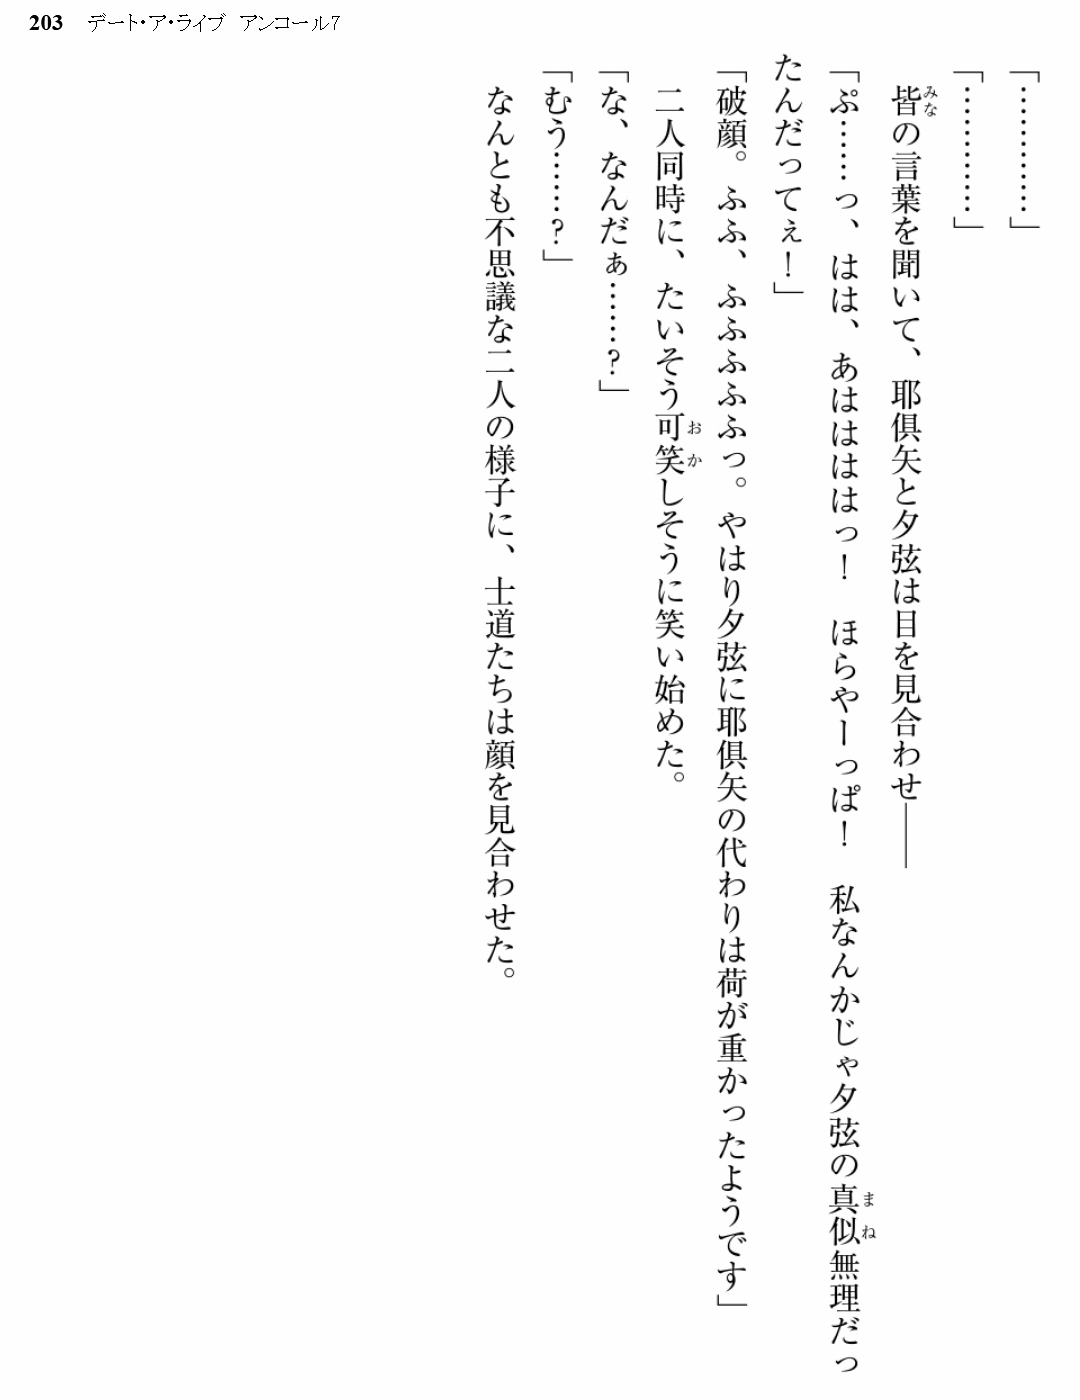 203 デート・ア・ライブ アンコール7
「…………」
「…………」
皆の言葉を聞いて、耶倶矢と夕弦は目を見合わせ――
「ぷ……っ、はは、あはははっ！　ほらやーっぱ！　私なんかじゃ夕弦の真似無理だっ
たんだってぇ！」
「破顔。ふふ、ふふふふふっ。やはり夕弦に耶倶矢の代わりは荷が重かったようです」
二人同時に、たいそう可笑しそうに笑い始めた。
「な、なんだぁ……？」
「むう……？」
なんとも不思議な二人の様子に、士道たちは顔を見合わせた。